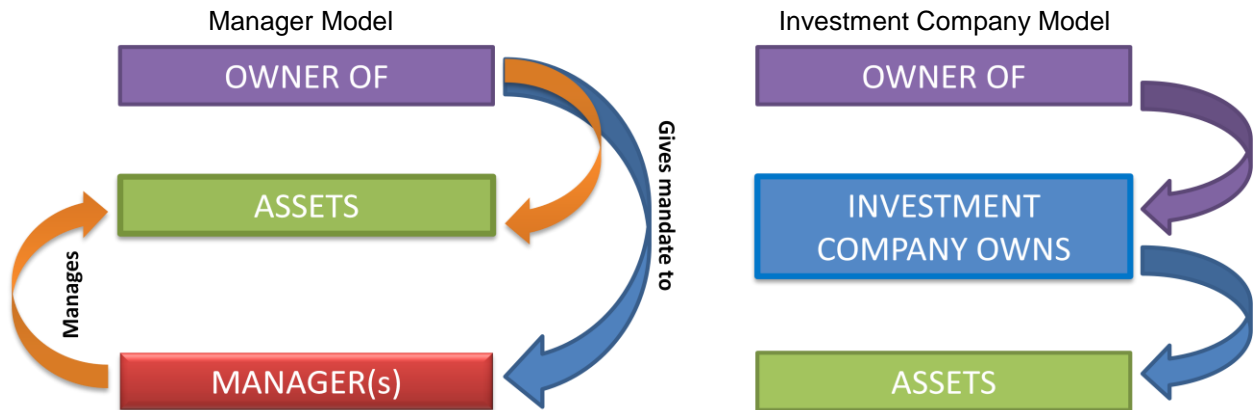 Manager Model
OWNER OF
ASSETS
MANAGER(s)
Manages
Gives mandate to
Investment Company Model
OWNER OF
INVESTMENT
COMPANY OWNS
ASSETS